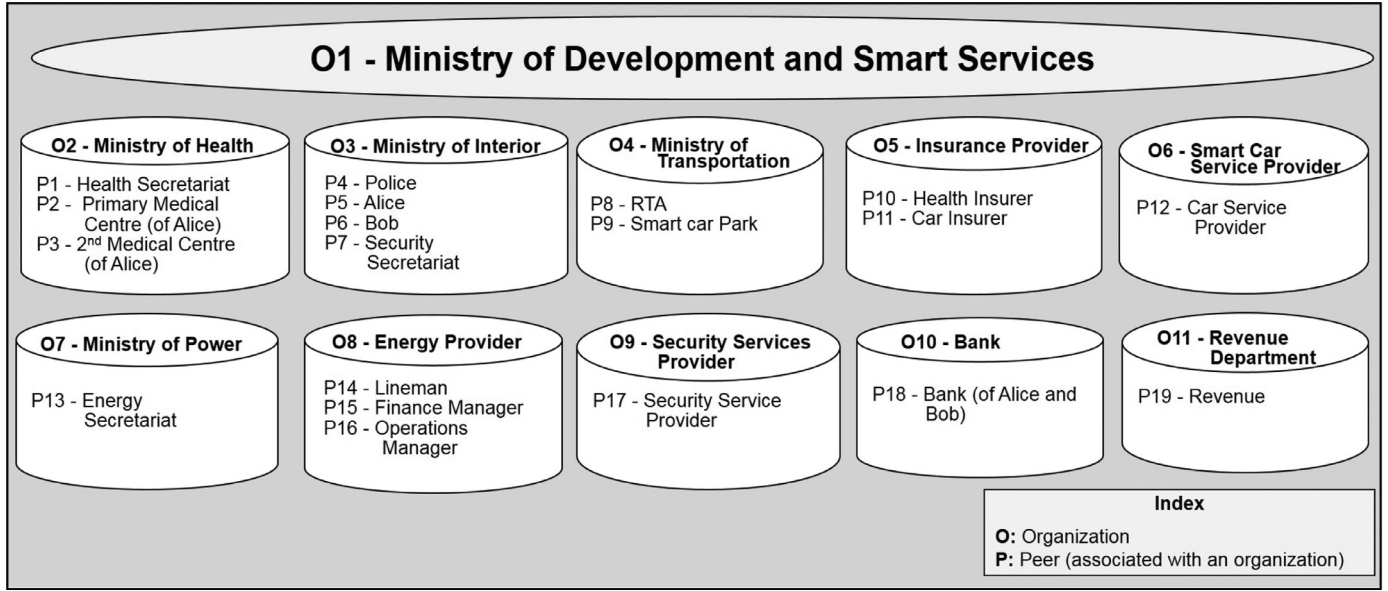 O1 - Ministry of Development and Smart Services
O2 - Ministry of Health
P1 - Health Secretariat
P2 - Primary Medical
Centre (of Alice)
P3 - 2nd Medical Centre
(of Alice)
O3 - Ministry of Interior
P4 - Police
P5 - Alice
P6 - Bob
P7 - Security
Secretariat
O4 - Ministry of
Transportation
P8 - RTA
P9 - Smart car Park
O5 - Insurance Provider
P10 - Health Insurer
P11 - Car Insurer
O6 - Smart Car
Service Provider
P12 - Car Service
Provider
O7 - Ministry of Power
P13 - Energy
Secretariat
O8 - Energy Provider
P14 - Lineman
P15 - Finance Manager
P16 - Operations
Manager
O9 - Security Services
Provider
P17 - Security Service
Provider
O10 - Bank
P18 - Bank (of Alice and
Bob)
O11 - Revenue
Department
P19 - Revenue
Index
O: Organization
P: Peer (associated with an organization)